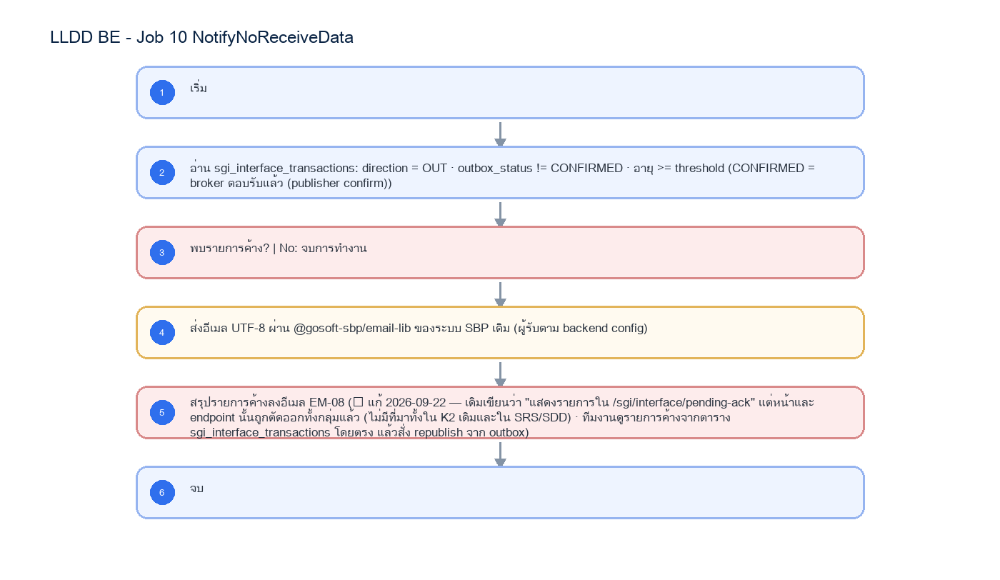 LLDD BE - Job 10 NotifyNoReceiveData
1
เริ่ม
2
อ่าน sgi_interface_transactions: direction = OUT · outbox_status != CONFIRMED · อายุ >= threshold (CONFIRMED =
broker ตอบรับแล้ว (publisher confirm))
3
พบรายการค้าง? | No: จบการทำงาน
4
ส่งอีเมล UTF-8 ผ่าน @gosoft-sbp/email-lib ของระบบ SBP เดิม (ผู้รับตาม backend config)
5
สรุปรายการค้างลงอีเมล EM-08 (□ แก้ 2026-09-22 — เดิมเขียนว่า "แสดงรายการใน /sgi/interface/pending-ack" แต่หน้าและ
endpoint นั้นถูกตัดออกทั้งกลุ่มแล้ว (ไม่มีที่มาทั้งใน K2 เดิมและใน SRS/SDD) · ทีมงานดูรายการค้างจากตาราง
sgi_interface_transactions โดยตรง แล้วสั่ง republish จาก outbox)
6
จบ